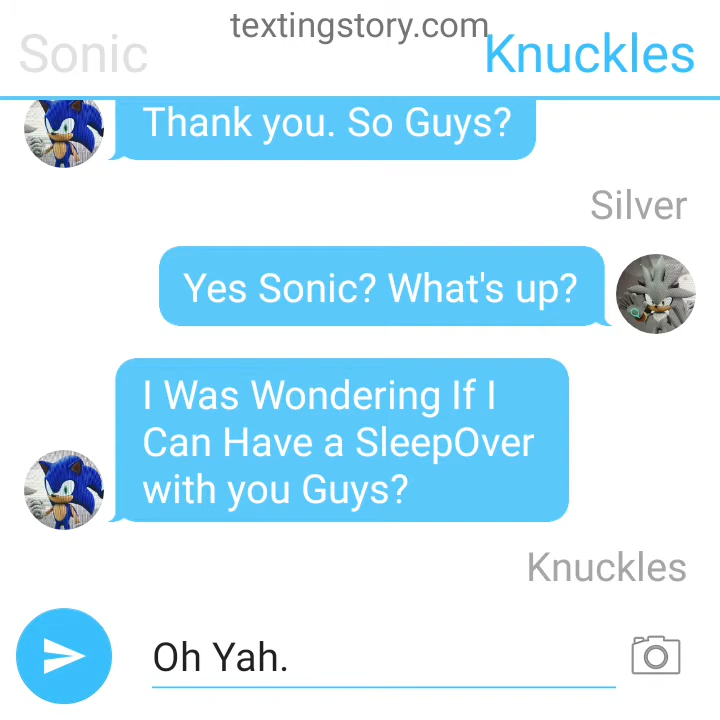 textingstory.com
Sonic
Knuckles
Thank you. So Guys?
Silver
Yes Sonic? What's up?
I Was Wondering If I
Can Have a SleepOver
with you Guys?
Knuckles
Oh Yah.